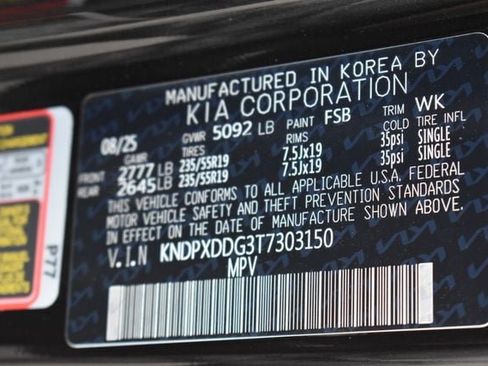 MANUFACTURED IN KOREA BY
KIA CORPORATION
08/25 GVWR 5092 LB PAINT FSB TRIM WK
GAWR TIRES RIMS COLD TIRE INFL
FRONT 2777 LB 235/55R19 7.5Jx19 35psi SINGLE
REAR 2645 LB 235/55R19 7.5Jx19 35psi SINGLE
THIS VEHICLE CONFORMS TO ALL APPLICABLE U.S.A. FEDERAL
MOTOR VEHICLE SAFETY AND THEFT PREVENTION STANDARDS
IN EFFECT ON THE DATE OF MANUFACTURE SHOWN ABOVE.
V.I.N KNDPXDDG3T7303150
MPV
P77